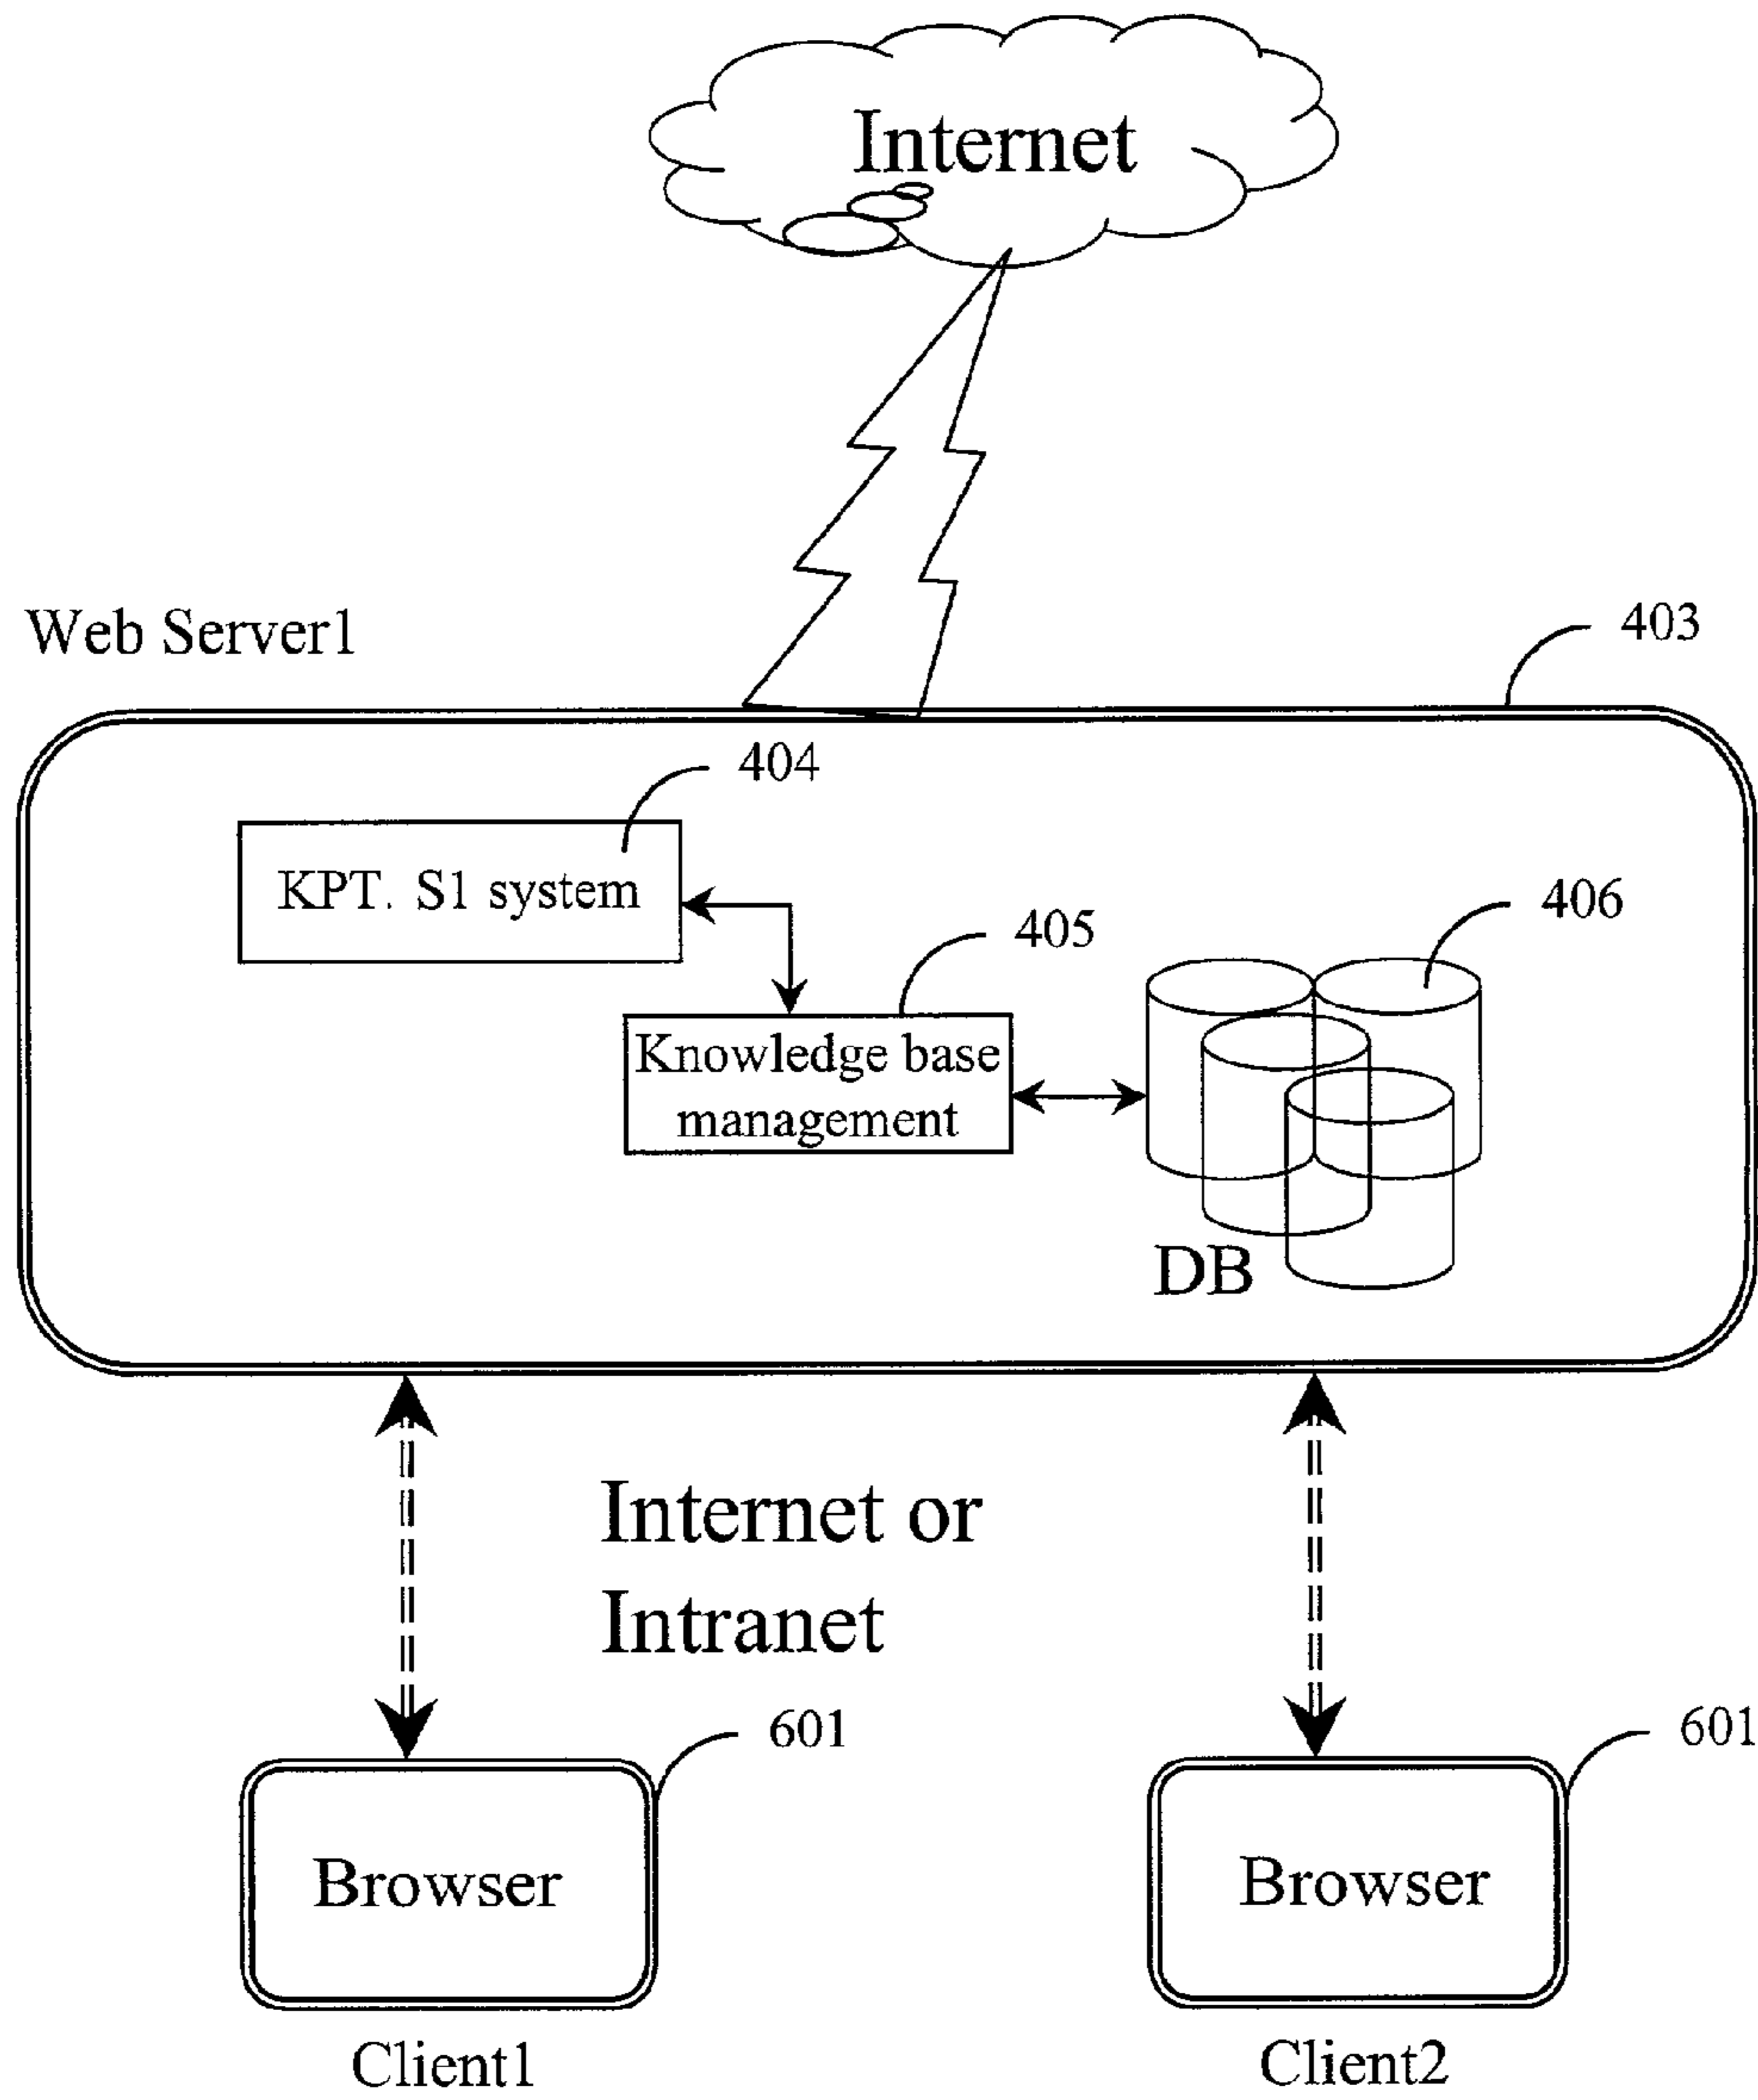 Internet
Web Server1
403
404
KPT. S1 system
406
405
Knowledge base
management
DB
Internet or
Intranet
601
601
Browser
Browser
Client1
Client2